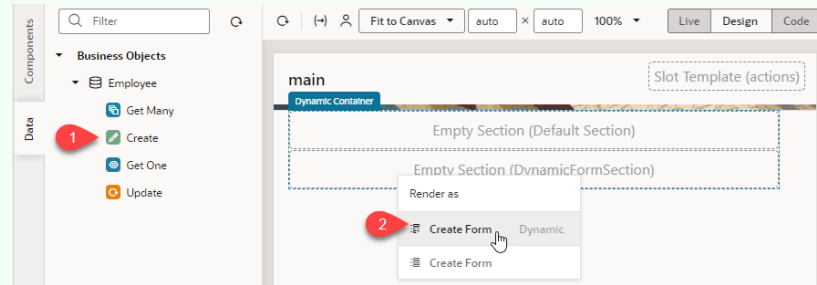 Components
Data
Filter
Business Objects
Employee
Get Many
Create
Get One
Update
1
Fit to Canvas
auto
×
auto
100%
Live
Design
Code
main
Slot Template (actions)
Dynamic Container
Empty Section (Default Section)
Empty Section (DynamicFormSection)
Render as
2
Create Form Dynamic
Create Form